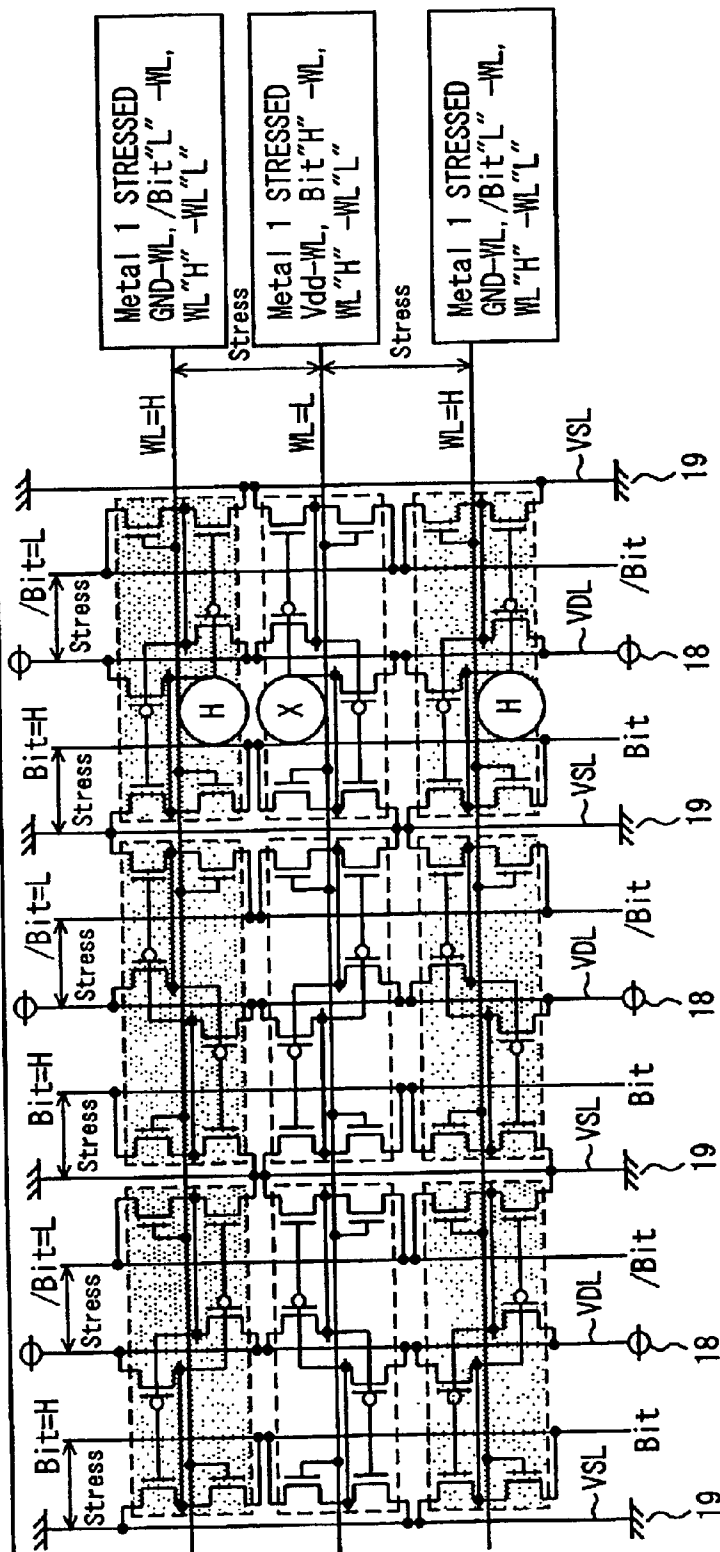 Bit=H
/Bit=L
Bit=H
/Bit=L
Bit=H
/Bit=L
Stress
Stress
Stress
Stress
Stress
Stress
WL=H
Metal 1 STRESSED
GND-WL, /Bit"L" -WL,
WL"H" -WL"L"
H
Stress
WL=L
Metal 1 STRESSED
Vdd-WL, Bit"H" -WL,
WL"H" -WL"L"
X
Stress
WL=H
Metal 1 STRESSED
GND-WL, /Bit"L" -WL,
WL"H" -WL"L"
H
VSL
Bit
VDL
/Bit
VSL
Bit
VDL
/Bit
VSL
Bit
VDL
/Bit
VSL
19
18
19
18
19
18
19